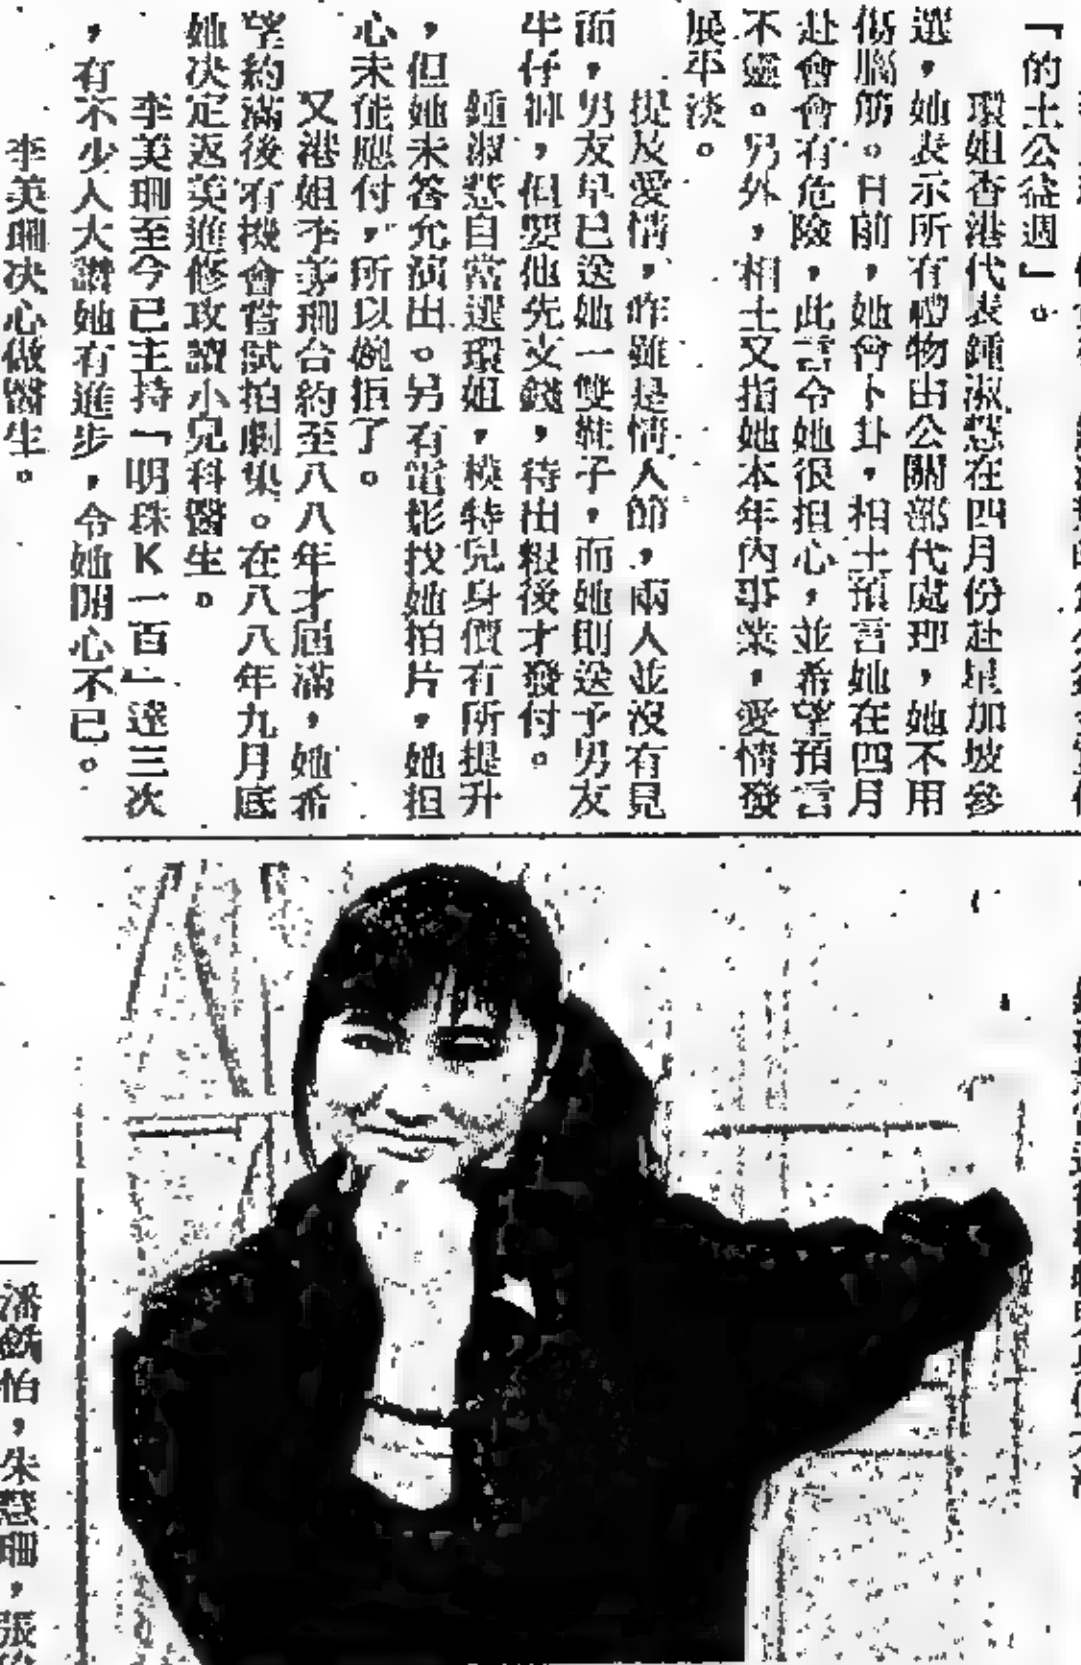 「的士公益週」。
環姐香港代表鍾淑慧在四月份赴星加坡參
選，她表示所有禮物由公關部代處理，她不用
傷腦筋。日前，她曾卜卦，相士預言她在四月
赴會會有危險，此言令她很担心，並希望預言
不靈。另外，相士又指她本年內事業，愛情發
展平淡。
提及愛情，昨雖是情人節，兩人並沒有見
面，男友早已送她一雙鞋子，而她則送予男友
牛仔褲，但要他先支錢，待出粮後才發付。
鍾淑慧自當選環姐，模特兒身價有所提升
，但她未答允演出。另有電影找她拍片，她担
心未能應付，所以婉拒了。
又港姐李美珊合約至八八年才屆滿，她希
望約滿後有機會嘗試拍劇集。在八八年九月底
她决定返英進修攻讀小兒科醫生。
李美珊至今已主持「明珠K一百」達三次
，有不少人大讚她有進步，令她開心不已。
李美珊决心做醫生。
怡，朱慧珊，張